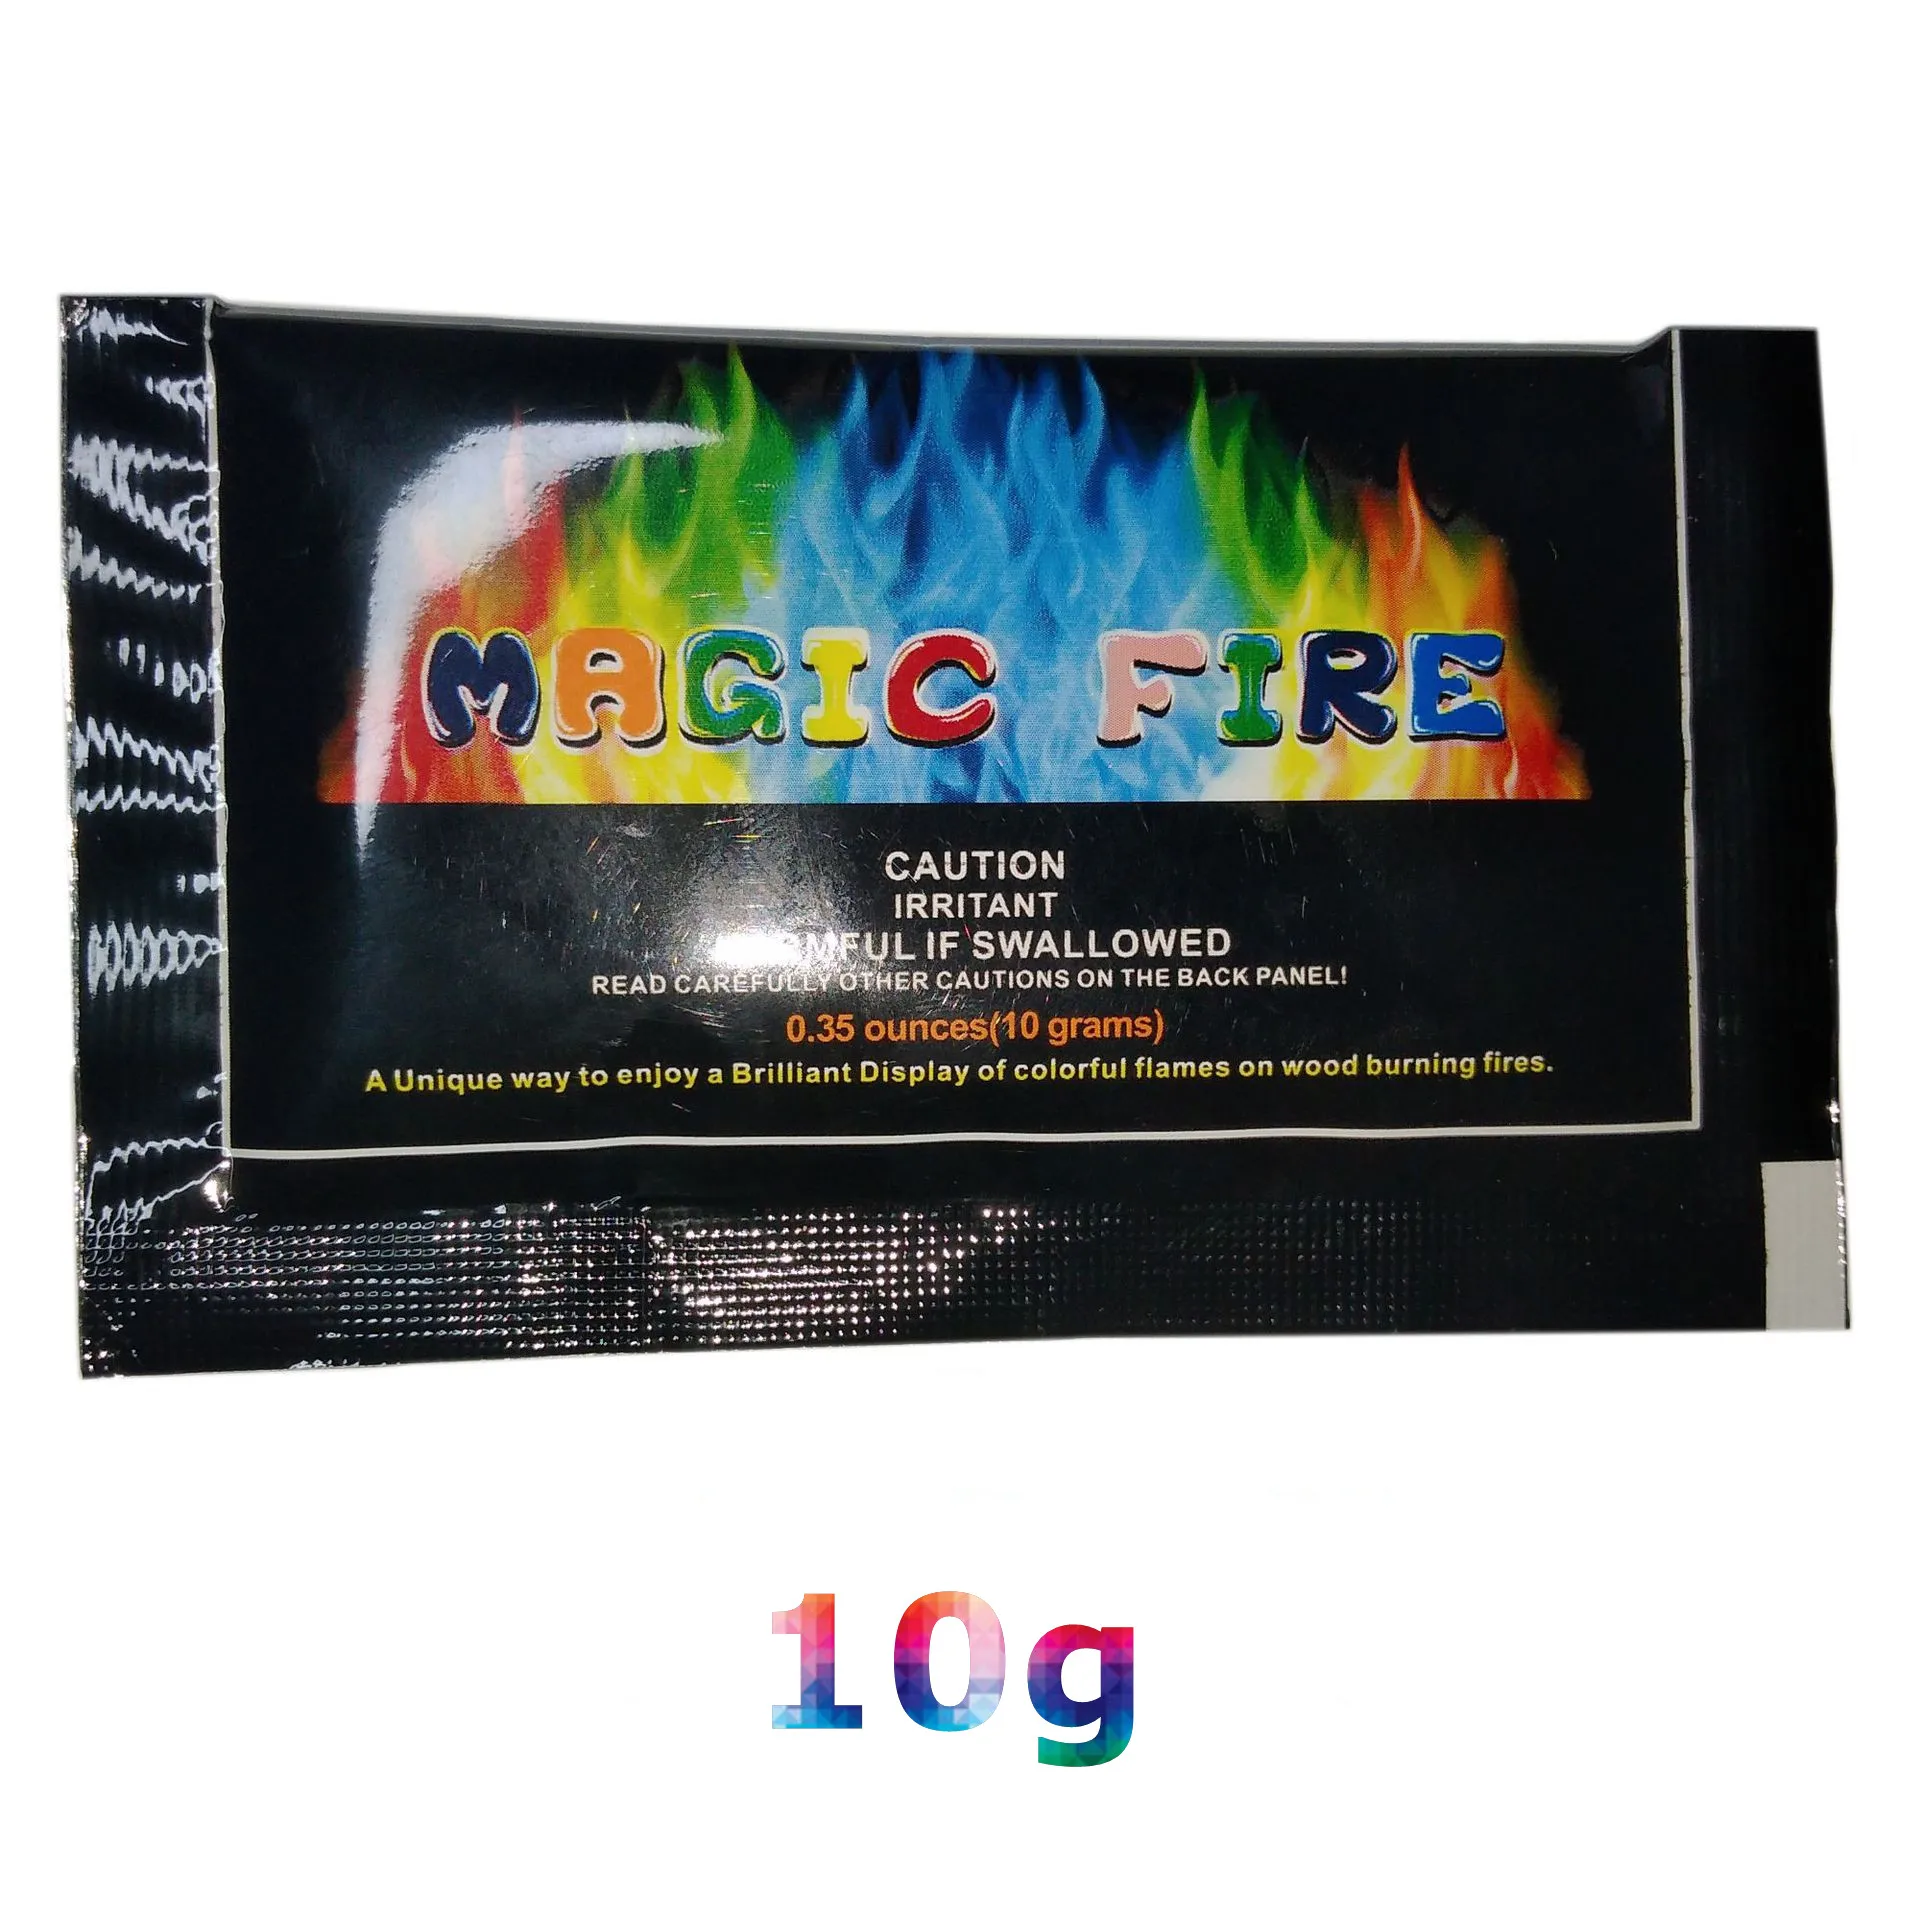 MAGIC FIRE
CAUTION
IRRITANT
IF SWALLOWED
READ CAREFULLY OTHER CAUTIONS ON THE BACK PANEL!
0.35 ounces(10 grams)
A Unique way to enjoy a Brilliant Display of colorful flames on wood burning fires.
10g